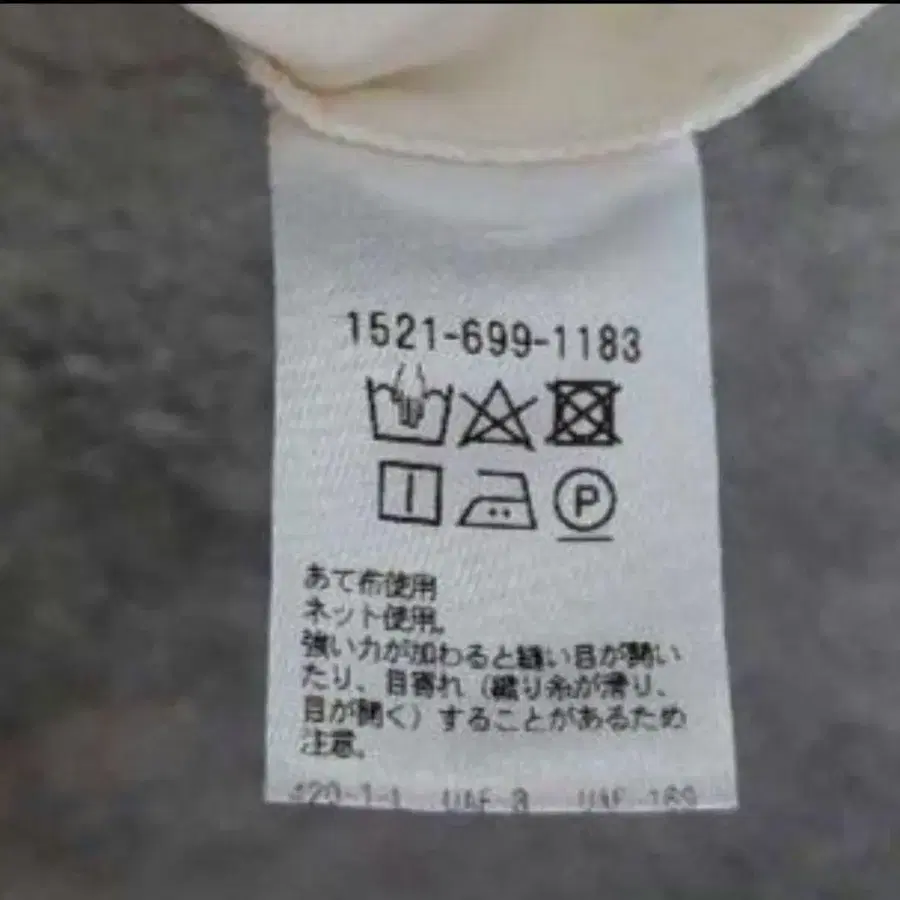 1521-699-1183
P
あて布使用
ネット使用。
強い力が加わると縫い目が開い
たり、目寄れ（織り糸が滑り、
目が開く）することがあるため
注意。